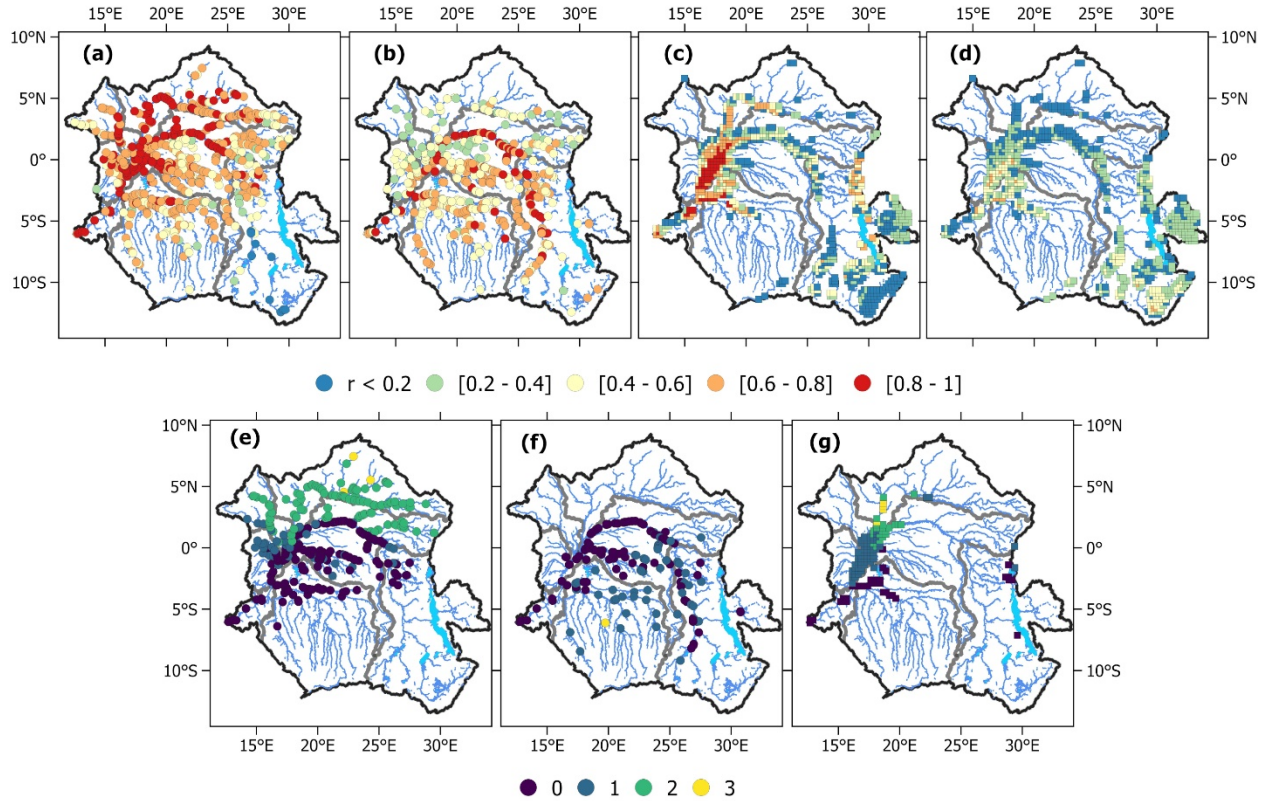 15°E 20°E 25°E 30°E 15°E 20°E 25°E 30°E 15°E 20°E 25°E 30°E 15°E 20°E 25°E 30°E
10°N (a) (b) (c) (d) 10°N
5°N 5°N
0° 0°
5°S 5°S
10°S 10°S
r < 0.2 [0.2 - 0.4] [0.4 - 0.6] [0.6 - 0.8] [0.8 - 1]
10°N (e) (f) (g) 10°N
5°N 5°N
0° 0°
5°S 5°S
10°S 10°S
15°E 20°E 25°E 30°E 15°E 20°E 25°E 30°E 15°E 20°E 25°E 30°E
0 1 2 3